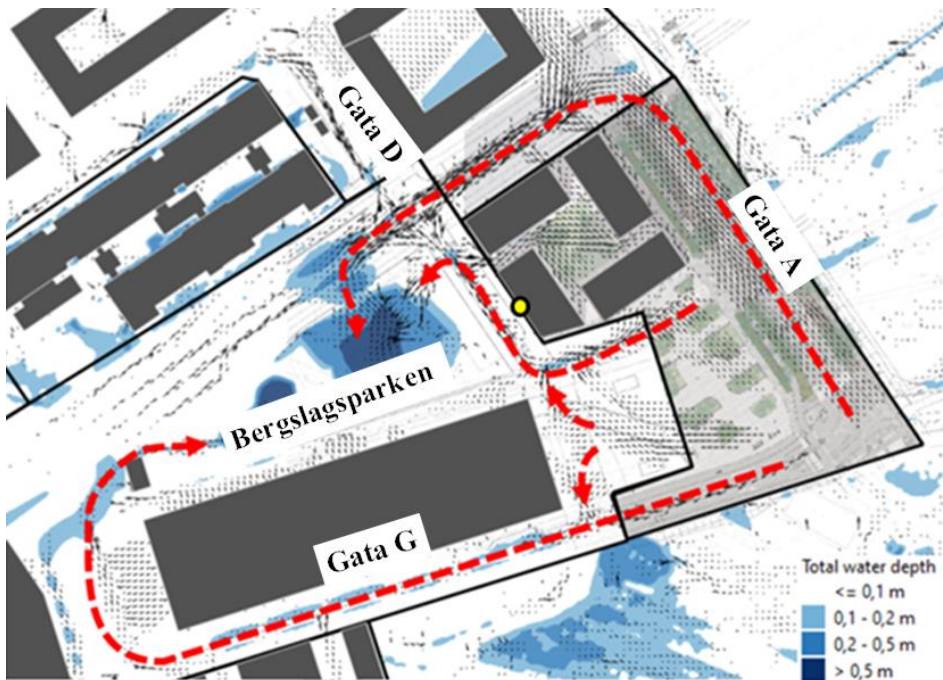 Gata D
Gata A
Bergslagsparken
Gata G
Total water depth
<= 0,1 m
0,1 - 0,2 m
0,2 - 0,5 m
> 0,5 m